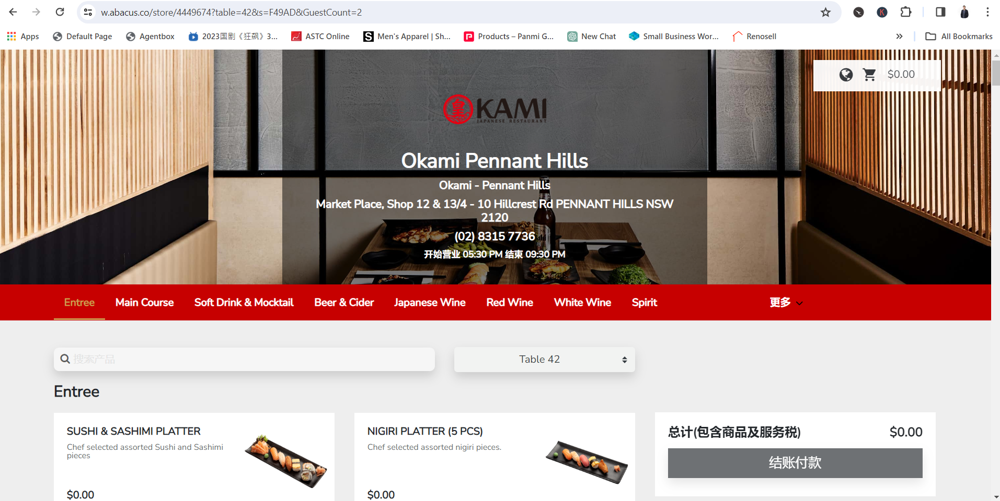 w.abacus.co/store/4449674?table=42&s=F49AD&GuestCount=2
Apps
Default Page
Agentbox
2023国剧《狂飙》3...
ASTC Online
Men's Apparel | Sh...
Products – Panmi G...
New Chat
Small Business Wor...
Renosell
All Bookmarks
$0.00
皇KAMI
JAPANESE RESTAURANT
Okami Pennant Hills
Okami - Pennant Hills
Market Place, Shop 12 & 13/4 - 10 Hillcrest Rd PENNANT HILLS NSW
2120
(02) 8315 7736
开始营业 05:30 PM 结束 09:30 PM
Entree
Main Course
Soft Drink & Mocktail
Beer & Cider
Japanese Wine
Red Wine
White Wine
Spirit
更多
搜索产品
Table 42
Entree
SUSHI & SASHIMI PLATTER
Chef selected assorted Sushi and Sashimi
pieces
$0.00
NIGIRI PLATTER (5 PCS)
Chef selected assorted nigiri pieces.
$0.00
总计(包含商品及服务税)
$0.00
结账付款